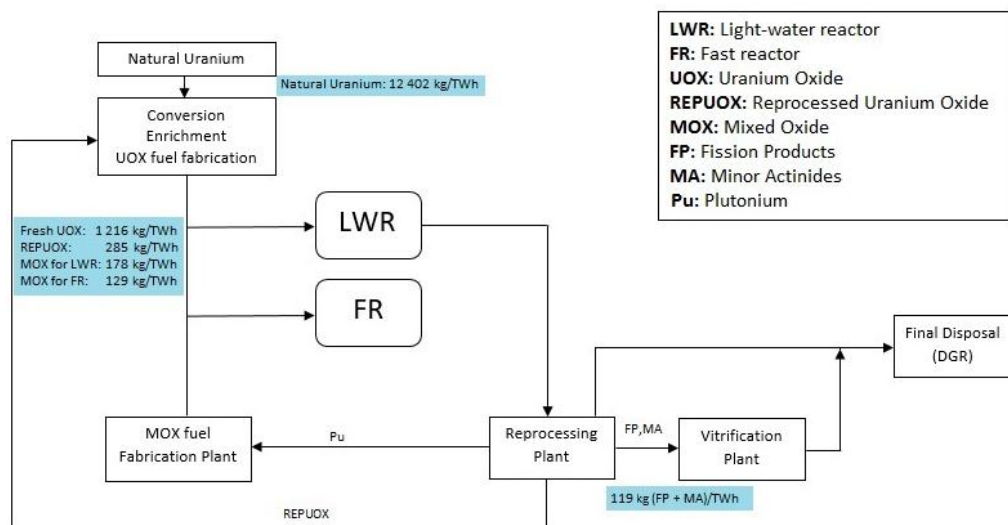 Natural Uranium
Natural Uranium: 12 402 kg/TWh
Conversion
Enrichment
UOX fuel fabrication
LWR: Light-water reactor
FR: Fast reactor
UOX: Uranium Oxide
REPUOX: Reprocessed Uranium Oxide
MOX: Mixed Oxide
FP: Fission Products
MA: Minor Actinides
Pu: Plutonium
Fresh UOX: 1 216 kg/TWh
REPUOX: 285 kg/TWh
MOX for LWR: 178 kg/TWh
MOX for FR: 129 kg/TWh
LWR
FR
Final Disposal
(DGR)
MOX fuel
Fabrication Plant
Pu
Reprocessing
Plant
FP,MA
Vitrification
Plant
119 kg (FP + MA)/TWh
REPUOX